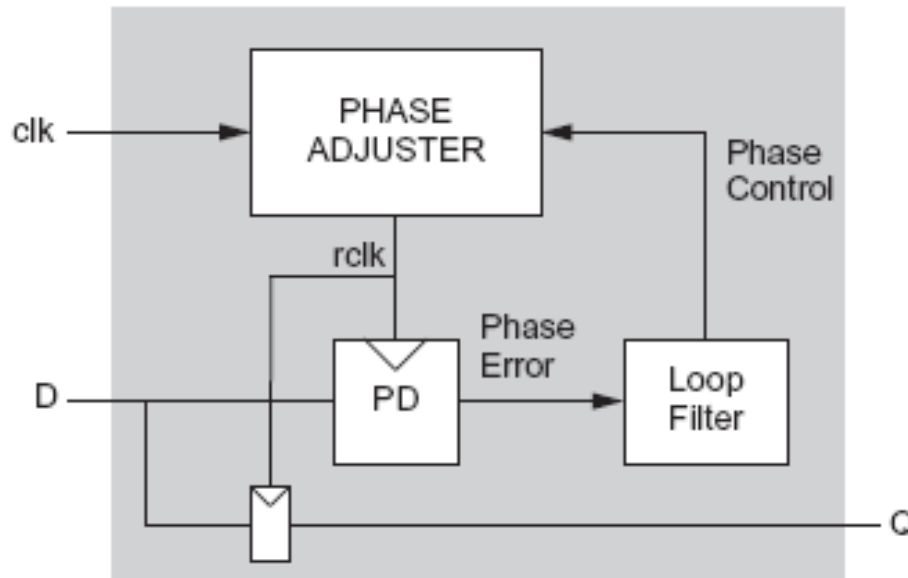 PHASE
ADJUSTER
clk
Phase
Control
rclk
Phase
Error
D
PD
Loop
Filter
Q